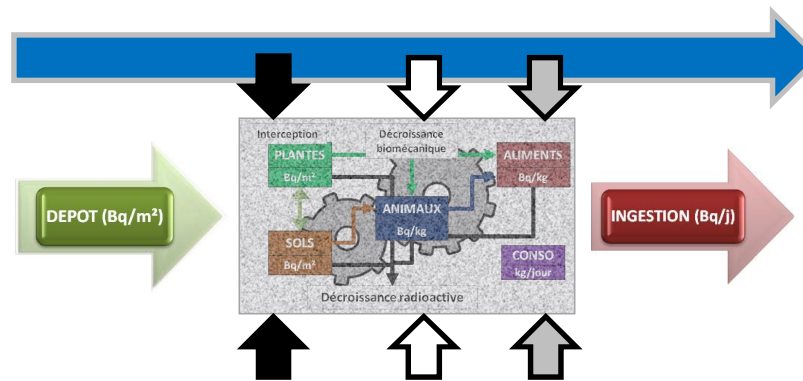 Interception
Décroissance
biomécanique
PLANTES
Bq/m²
ALIMENTS
Bq/kg
DEPOT (Bq/m²)
ANIMAUX
Bq/kg
INGESTION (Bq/j)
SOLS
Bq/m²
CONSO
kg/jour
Décroissance radioactive